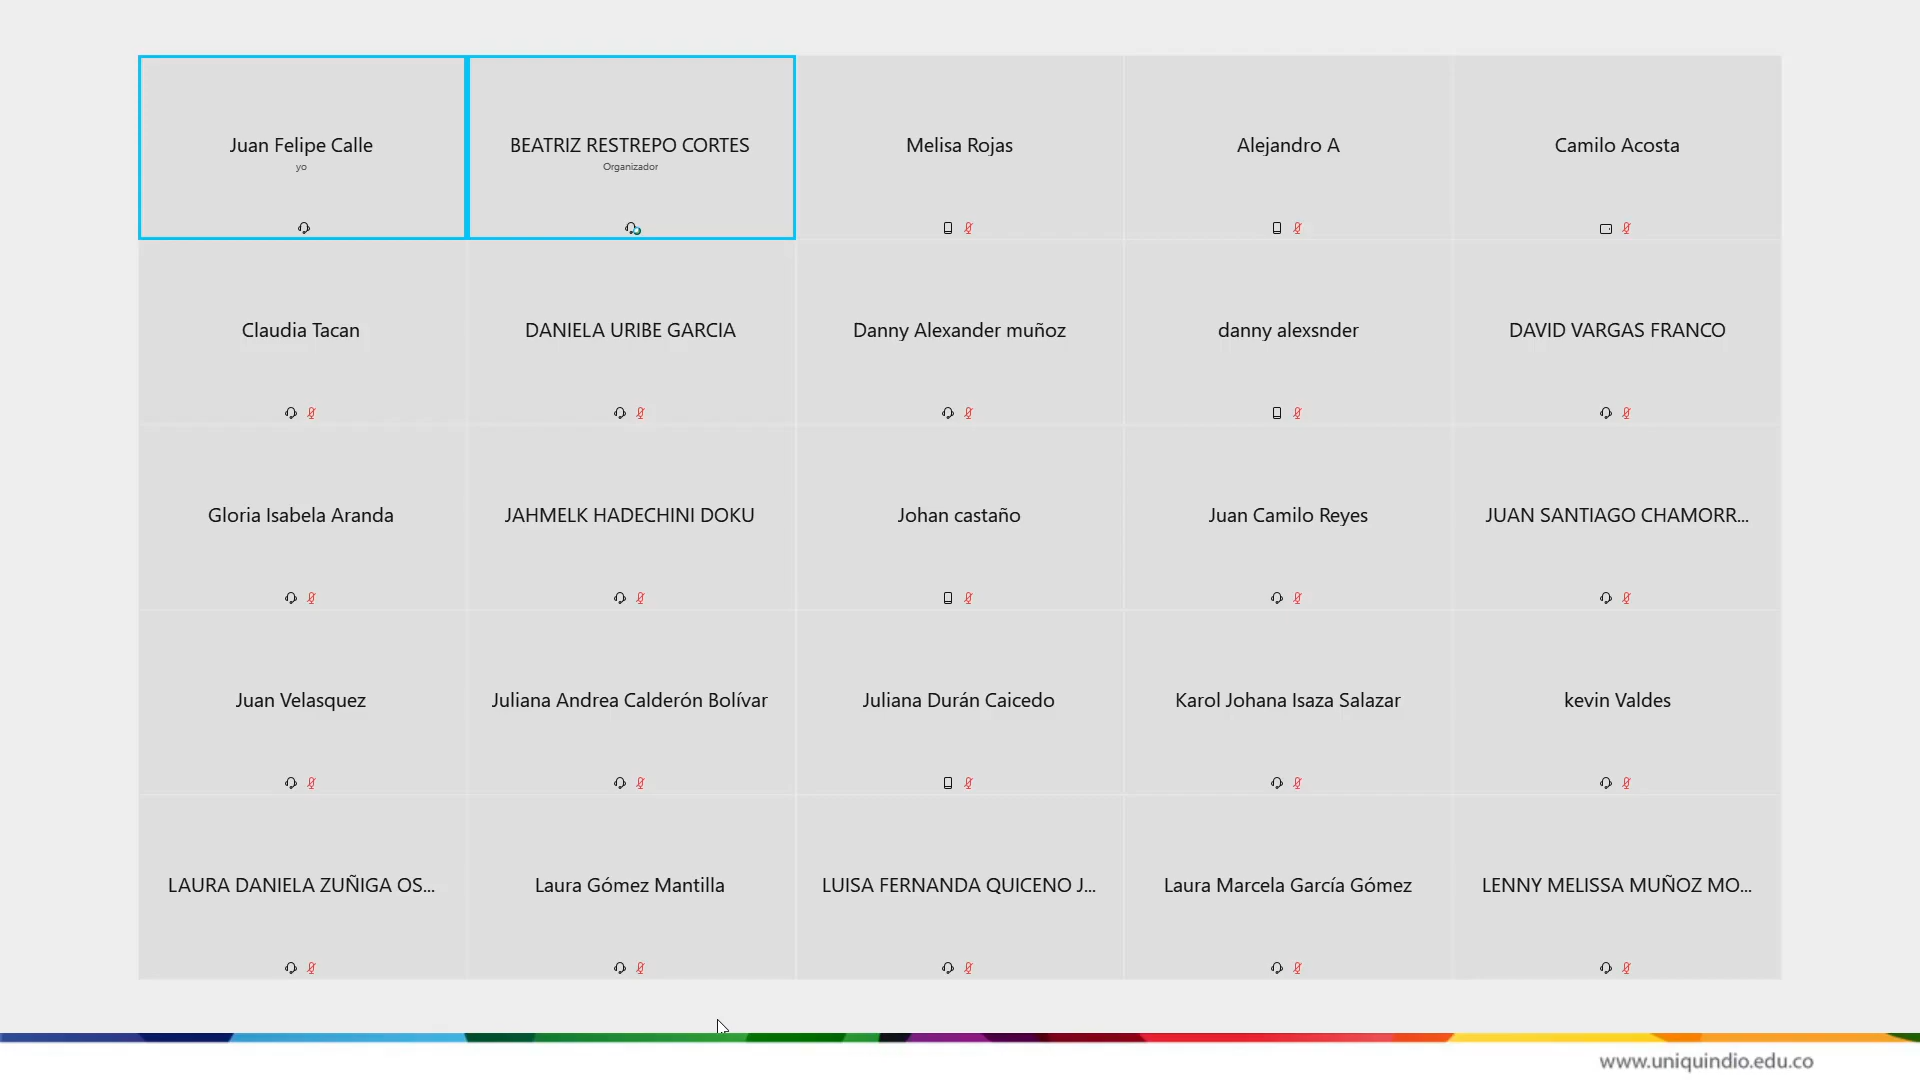 Juan Felipe Calle
yo
BEATRIZ RESTREPO CORTES
Organizador
Melisa Rojas
Alejandro A
Camilo Acosta
Claudia Tacan
DANIELA URIBE GARCIA
Danny Alexander muñoz
danny alexsnder
DAVID VARGAS FRANCO
Gloria Isabela Aranda
JAHMELK HADECHINI DOKU
Johan castaño
Juan Camilo Reyes
JUAN SANTIAGO CHAMORR...
Juan Velasquez
Juliana Andrea Calderón Bolívar
Juliana Durán Caicedo
Karol Johana Isaza Salazar
kevin Valdes
LAURA DANIELA ZUÑIGA OS...
Laura Gómez Mantilla
LUISA FERNANDA QUICENO J...
Laura Marcela García Gómez
LENNY MELISSA MUÑOZ MO...
www.uniquindio.edu.co